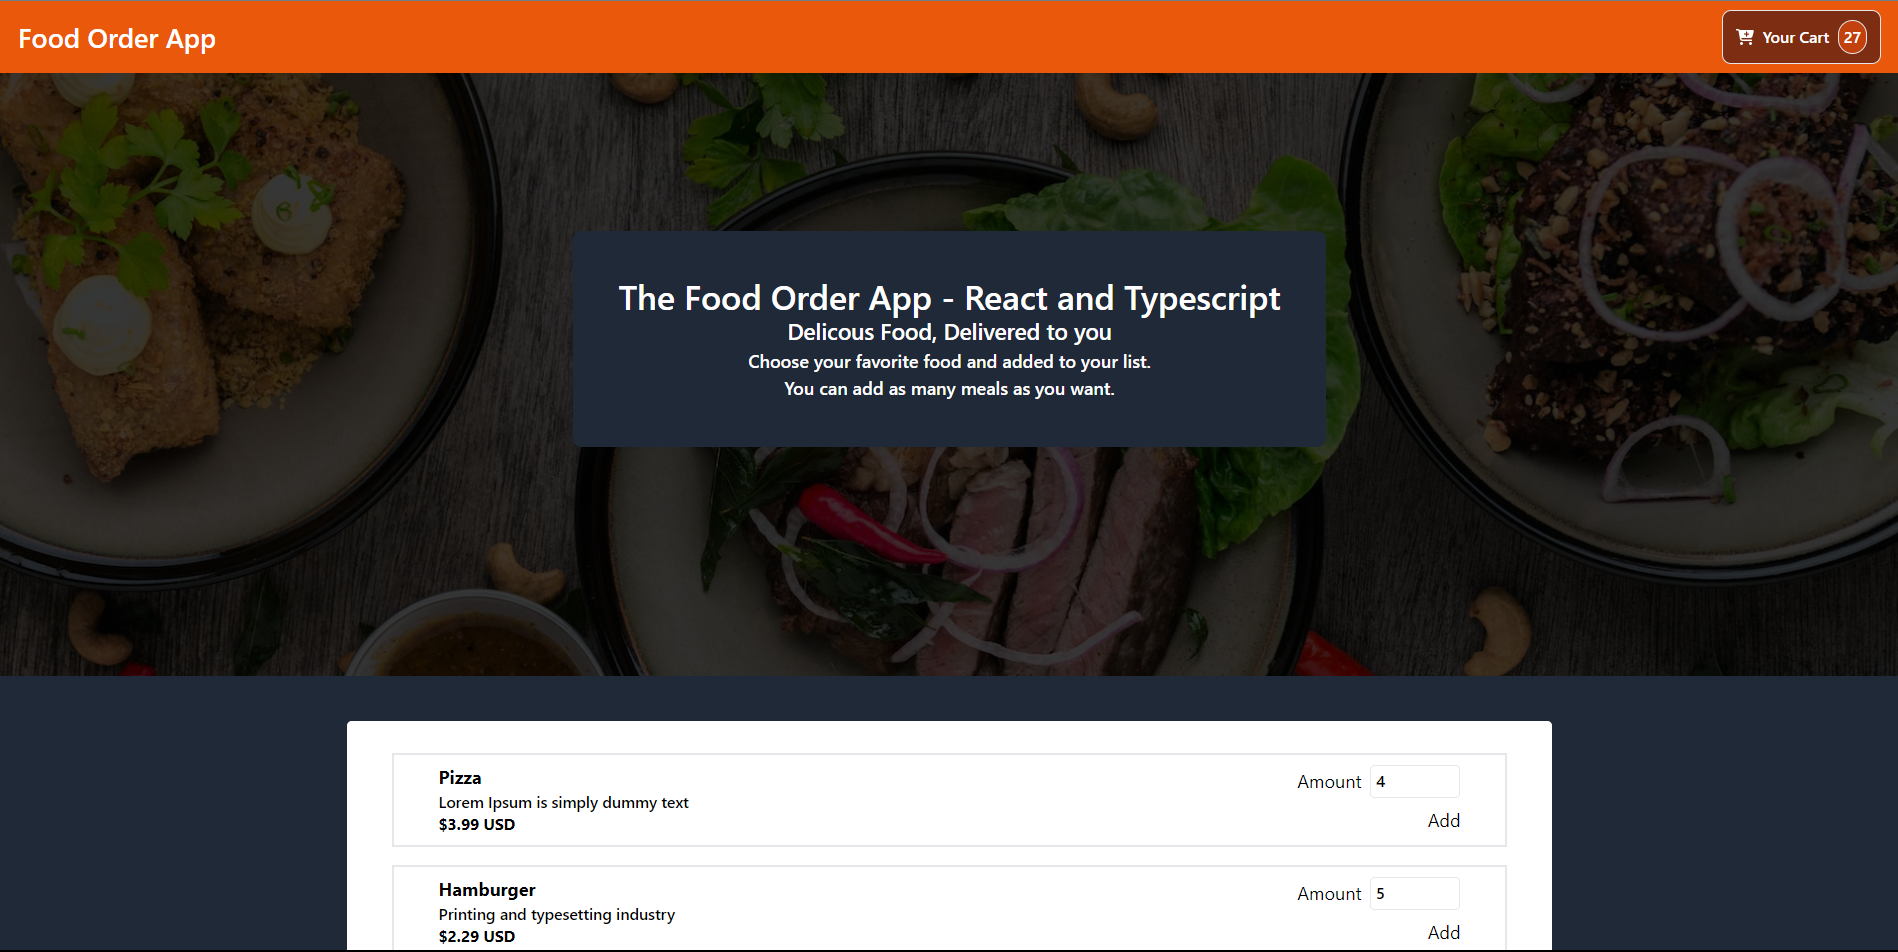 Food Order App
Your Cart 27
The Food Order App - React and Typescript
Delicous Food, Delivered to you
Choose your favorite food and added to your list.
You can add as many meals as you want.
Pizza
Lorem Ipsum is simply dummy text
$3.99 USD
Amount 4
Add
Hamburger
Printing and typesetting industry
$2.29 USD
Amount 5
Add